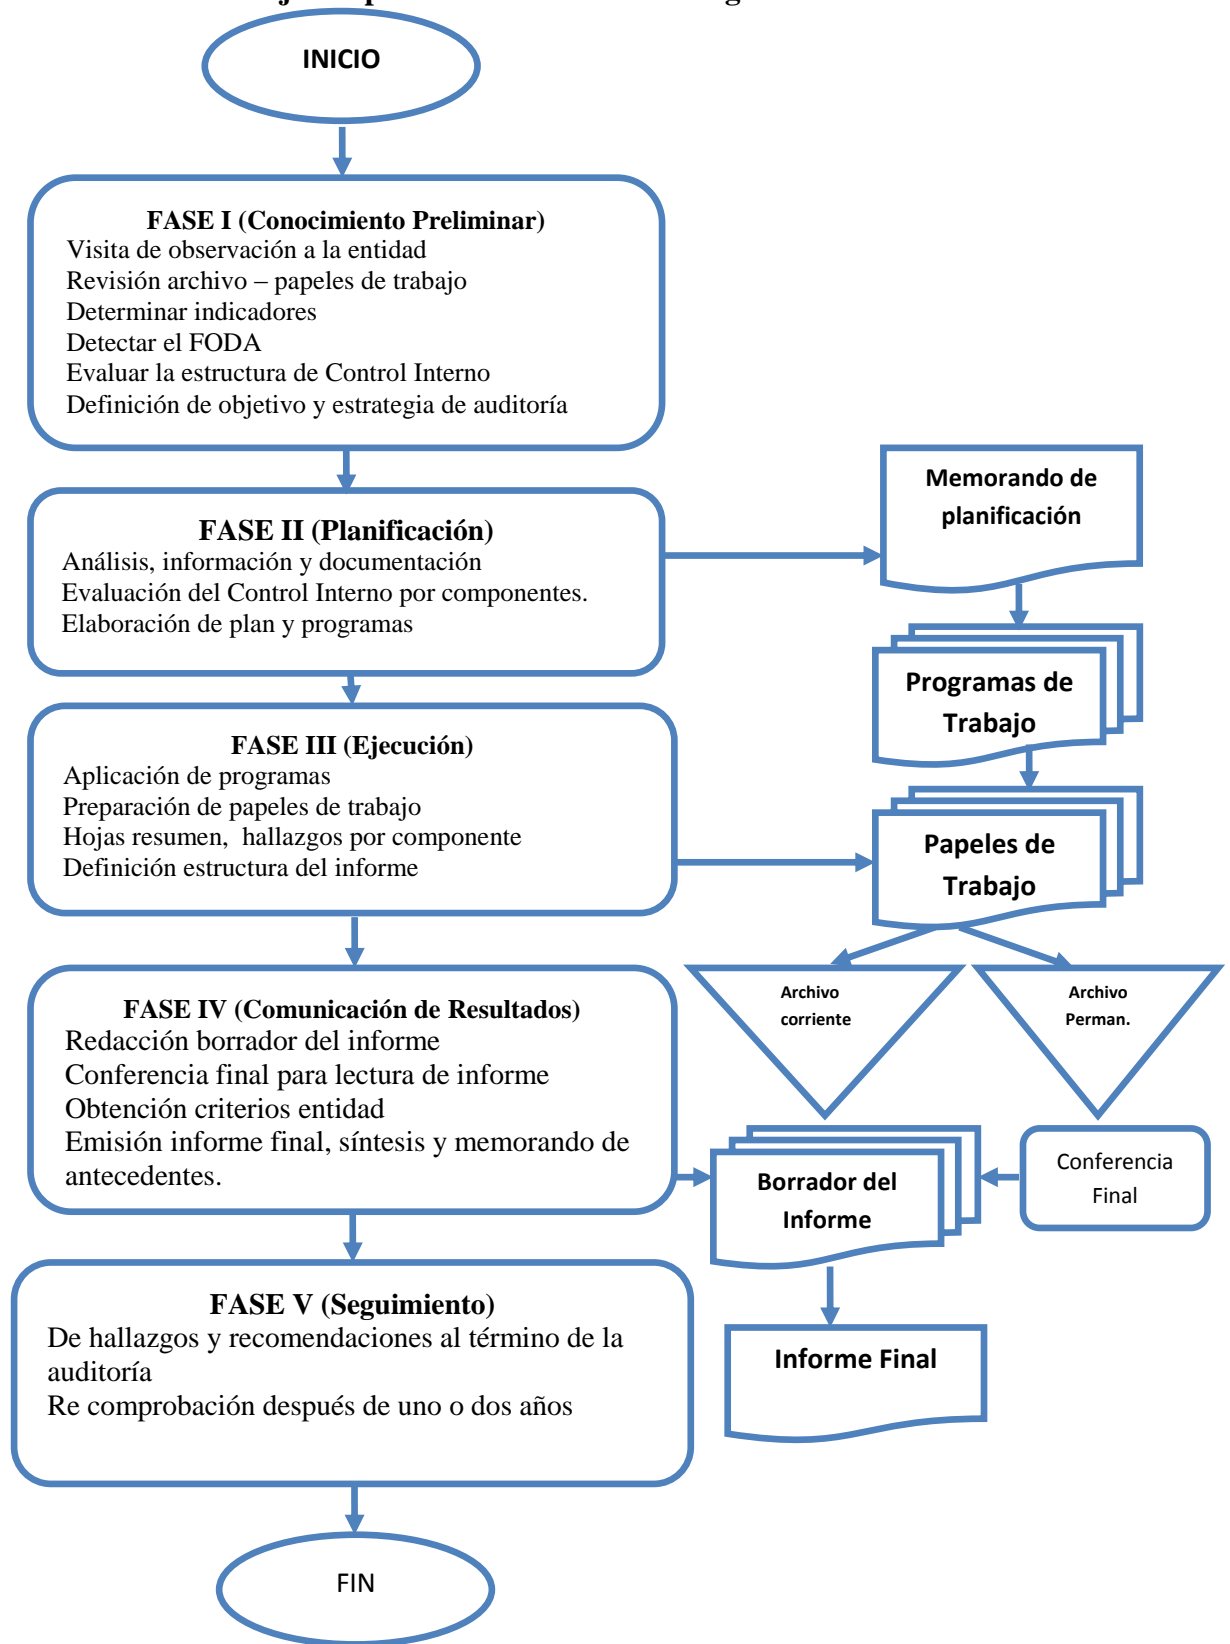 INICIO
FASE I (Conocimiento Preliminar)
Visita de observación a la entidad
Revisión archivo – papeles de trabajo
Determinar indicadores
Detectar el FODA
Evaluar la estructura de Control Interno
Definición de objetivo y estrategia de auditoría
FASE II (Planificación)
Análisis, información y documentación
Evaluación del Control Interno por componentes.
Elaboración de plan y programas
Memorando de
planificación
Programas de
Trabajo
FASE III (Ejecución)
Aplicación de programas
Preparación de papeles de trabajo
Hojas resumen, hallazgos por componente
Definición estructura del informe
Papeles de
Trabajo
Archivo
corriente
Archivo
Perman.
FASE IV (Comunicación de Resultados)
Redacción borrador del informe
Conferencia final para lectura de informe
Obtención criterios entidad
Emisión informe final, síntesis y memorando de
antecedentes.
Borrador del
Informe
Conferencia
Final
FASE V (Seguimiento)
De hallazgos y recomendaciones al término de la
auditoría
Re comprobación después de uno o dos años
Informe Final
FIN